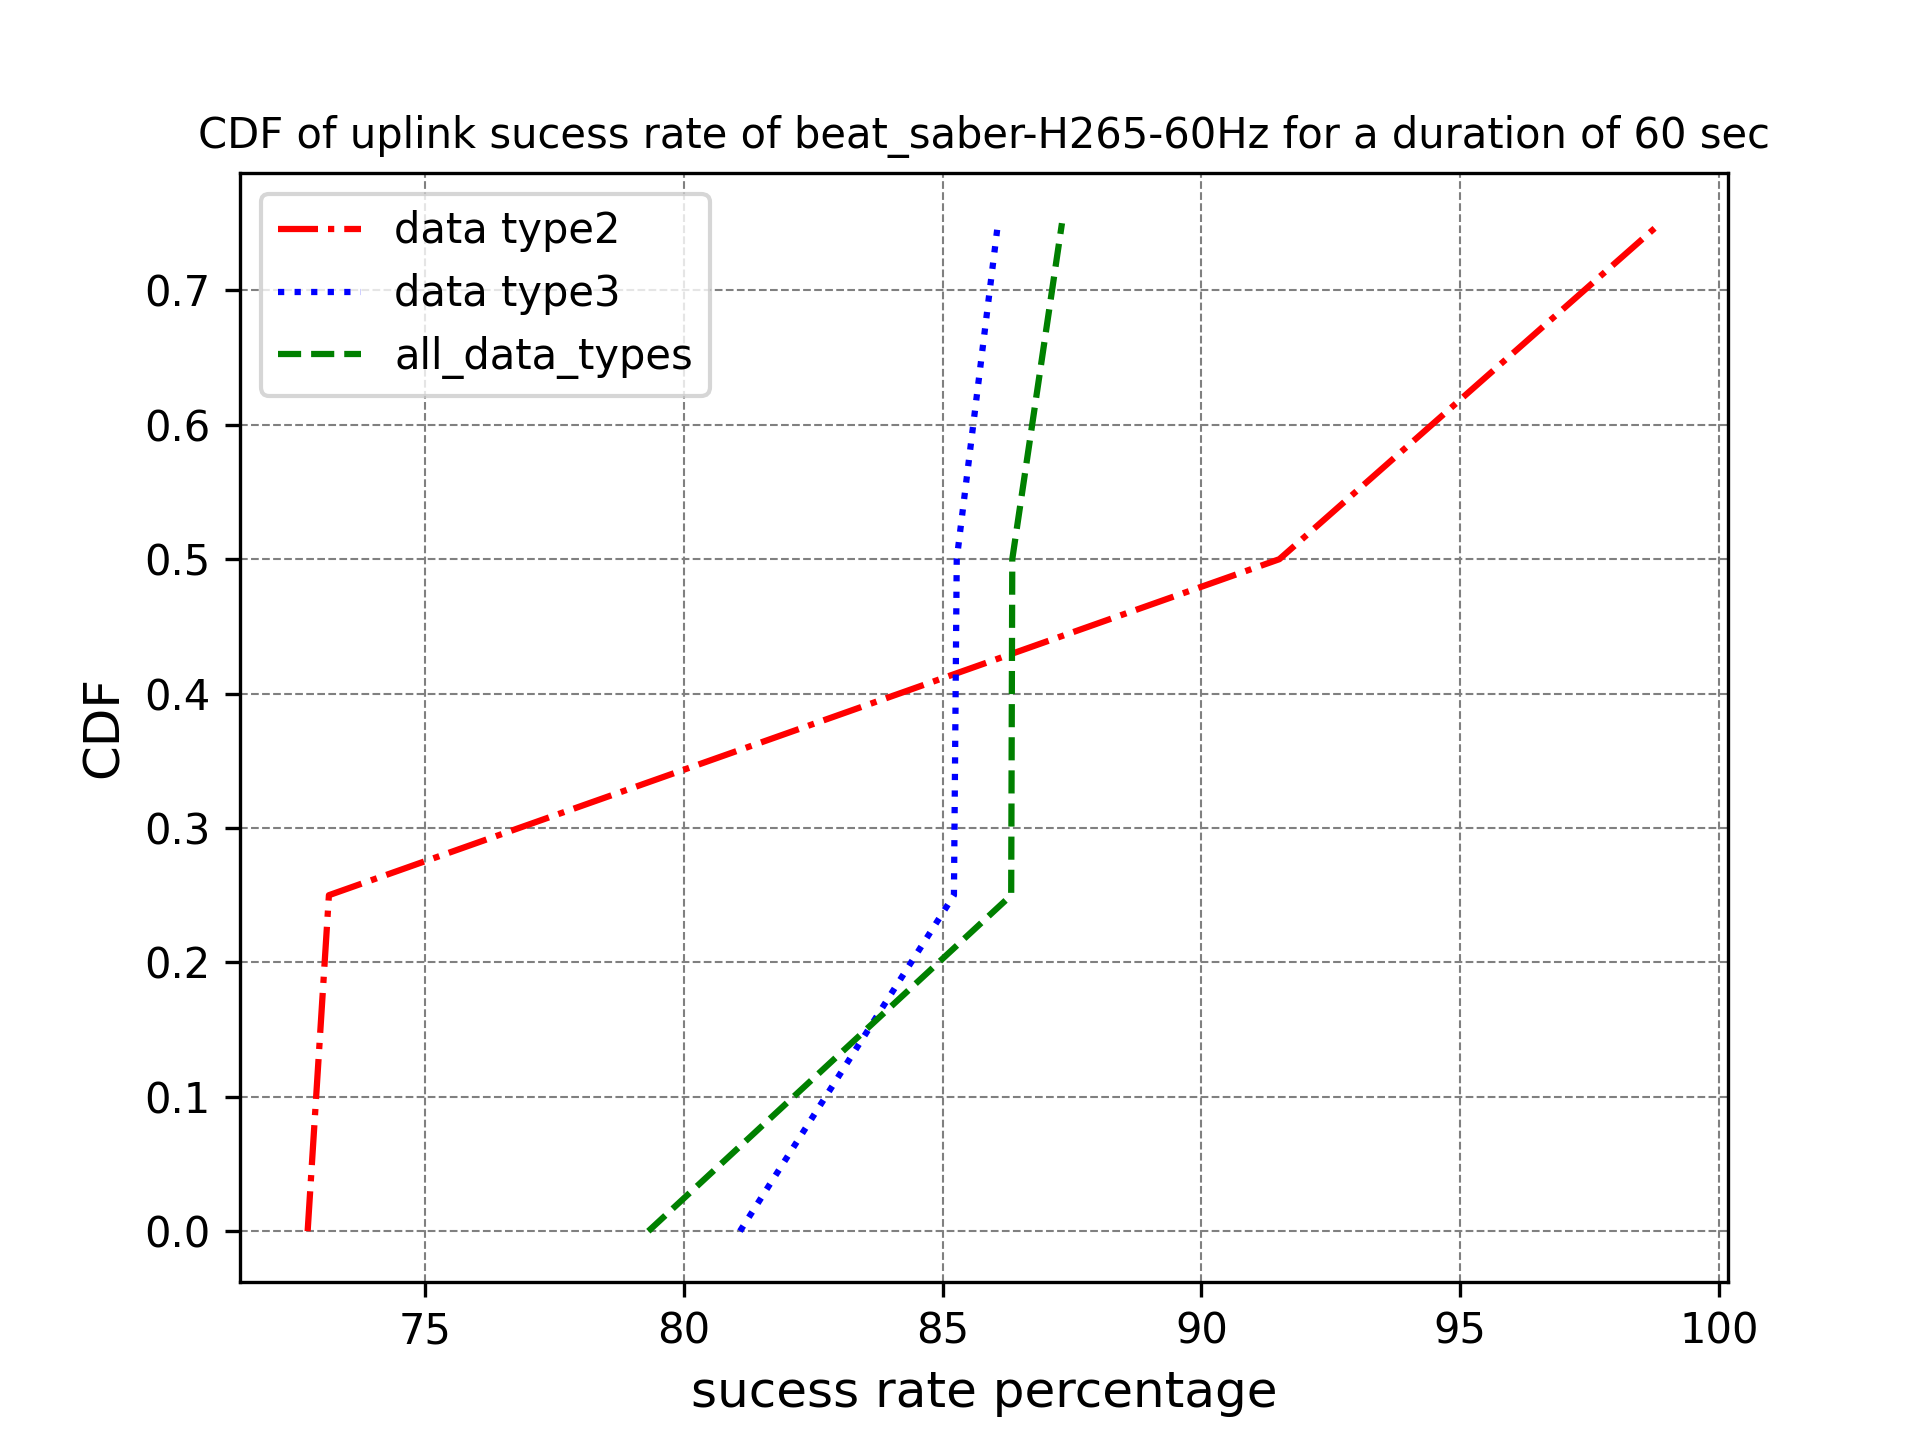 CDF of uplink sucess rate of beat_saber-H265-60Hz for a duration of 60 sec
data type2
data type3
all_data_types
0.7
0.6
0.5
0.4
0.3
0.2
0.1
0.0
CDF
75 80 85 90 95 100
sucess rate percentage